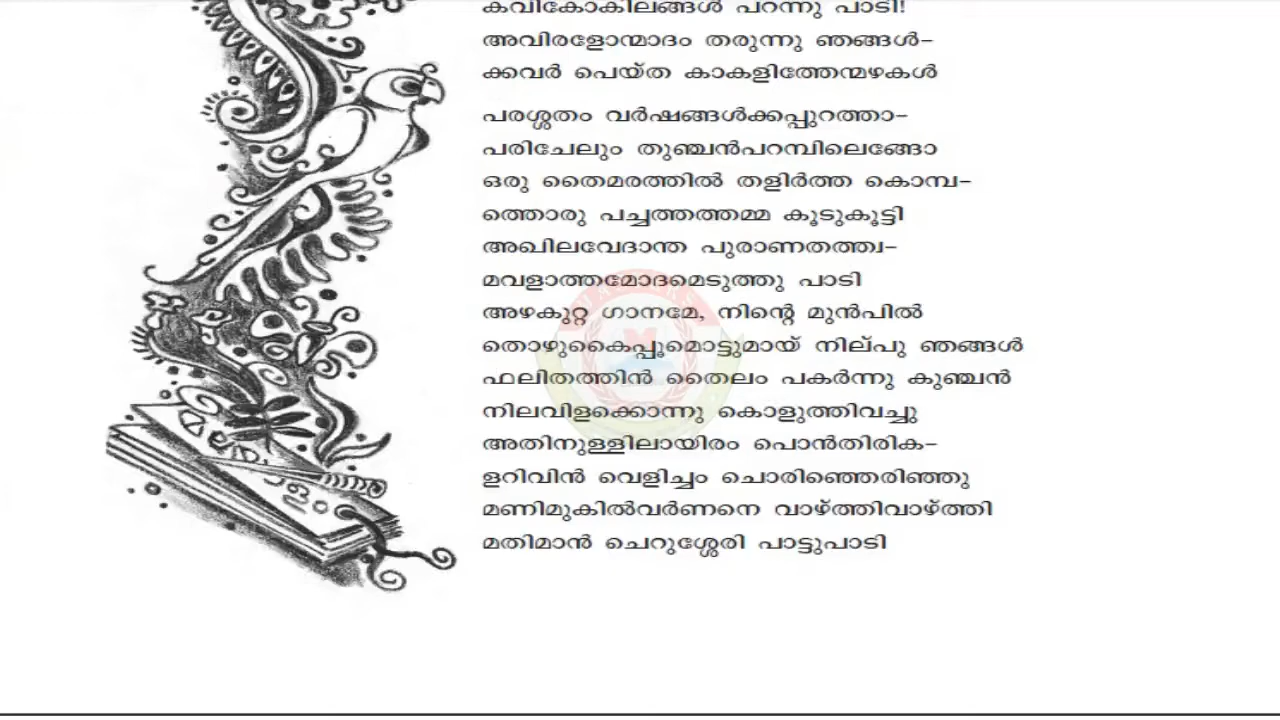 കവികോകിലങ്ങൾ പറന്നു പാടി!
അവിരളോന്മാദം തരുന്നു ഞങ്ങൾ–
ക്കവർ പെയ്ത കാകളിത്തേന്മഴകൾ
പരശ്ശതം വർഷങ്ങൾക്കപ്പുറത്താ–
പരിചേലും തുഞ്ചൻപറമ്പിലെങ്ങോ
ഒരു തൈമരത്തിൽ തളിർത്ത കൊമ്പ–
ത്തൊരു പച്ചത്തത്തമ്മ കൂടുകൂട്ടി
അഖിലവേദാന്ത പുരാണതത്ത്വ–
മവളാത്തമോദമെടുത്തു പാടി
അഴകുറ്റ ഗാനമേ, നിന്റെ മുൻപിൽ
തൊഴുകൈപ്പൂമൊട്ടുമായ് നില്പു ഞങ്ങൾ
ഫലിതത്തിൻ തൈലം പകർന്നു കുഞ്ചൻ
നിലവിളക്കൊന്നു കൊളുത്തിവച്ചു
അതിനുള്ളിലായിരം പൊൻതിരിക–
ളറിവിൻ വെളിച്ചം ചൊരിഞ്ഞെരിഞ്ഞു
മണിമുകിൽവർണനെ വാഴ്ത്തിവാഴ്ത്തി
മതിമാൻ ചെറുശ്ശേരി പാട്ടുപാടി